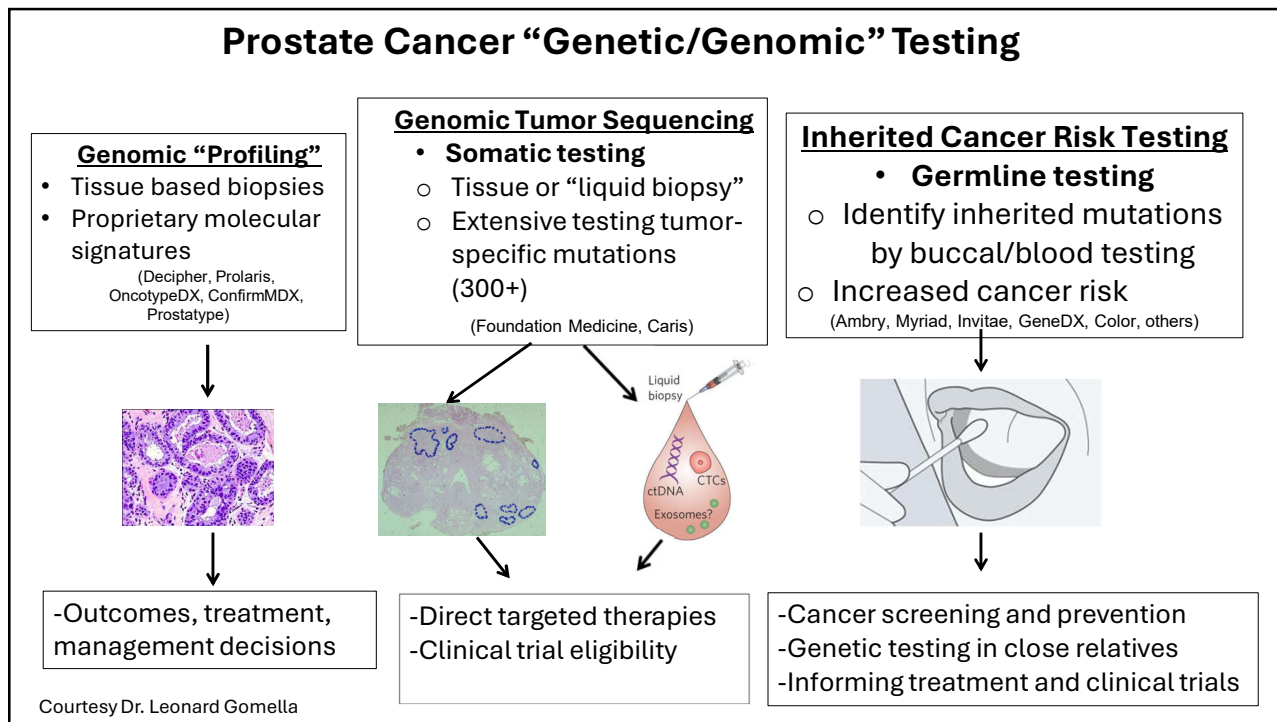 Prostate Cancer “Genetic/Genomic” Testing
Genomic “Profiling”
• Tissue based biopsies
• Proprietary molecular
signatures
(Decipher, Prolaris,
OncotypeDX, ConfirmMDX,
Prostatype)
Genomic Tumor Sequencing
• Somatic testing
o Tissue or “liquid biopsy”
o Extensive testing tumor-
specific mutations
(300+)
(Foundation Medicine, Caris)
Inherited Cancer Risk Testing
• Germline testing
o Identify inherited mutations
by buccal/blood testing
o Increased cancer risk
(Ambry, Myriad, Invitae, GeneDX, Color, others)
Liquid
biopsy
ctDNA
CTCs
Exosomes?
-Outcomes, treatment,
management decisions
-Direct targeted therapies
-Clinical trial eligibility
-Cancer screening and prevention
-Genetic testing in close relatives
-Informing treatment and clinical trials
Courtesy Dr. Leonard Gomella